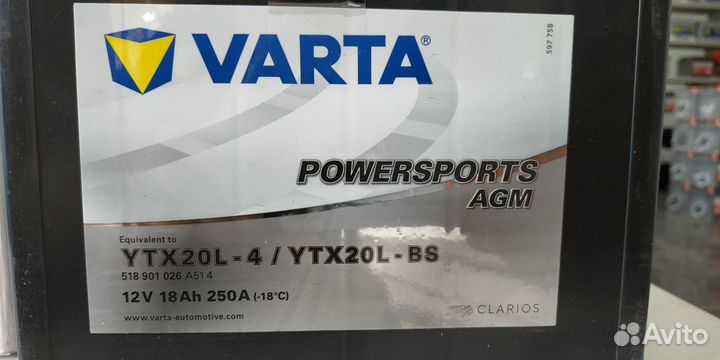 VARTA®
597 758
POWERSPORTS
AGM
Equivalent to
YTX20L-4 / YTX20L-BS
518 901 026 A51 4
12V 18Ah 250A (-18°C)
www.varta-automotive.com
CLARIOS
Avito